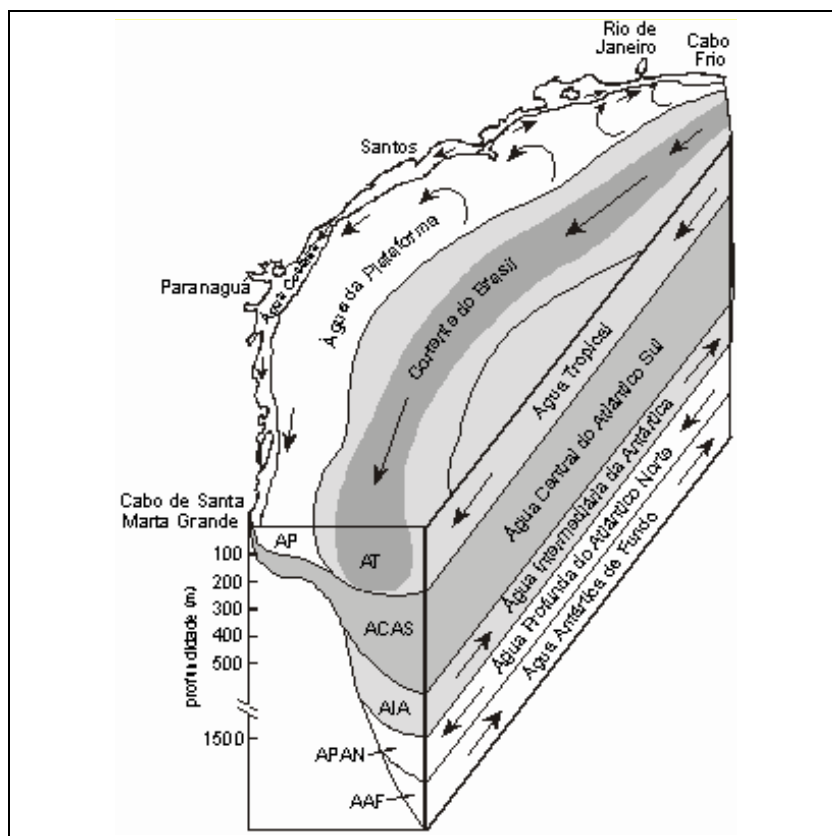 Rio de
Janeiro
Cabo
Frio
Santos
Paranaguá
Água Costeira
Água da Plataforma
Corrente do Brasil
Água Tropical
Água Central do Atlântico Sul
Água Intermediária da Antártica
Água Profunda do Atlântico Norte
Água Antártica de Fundo
Cabo de Santa
Marta Grande
AP
AT
100
200
300
400
500
1500
profundidade (m)
ACAS
AIA
APAN
AAF